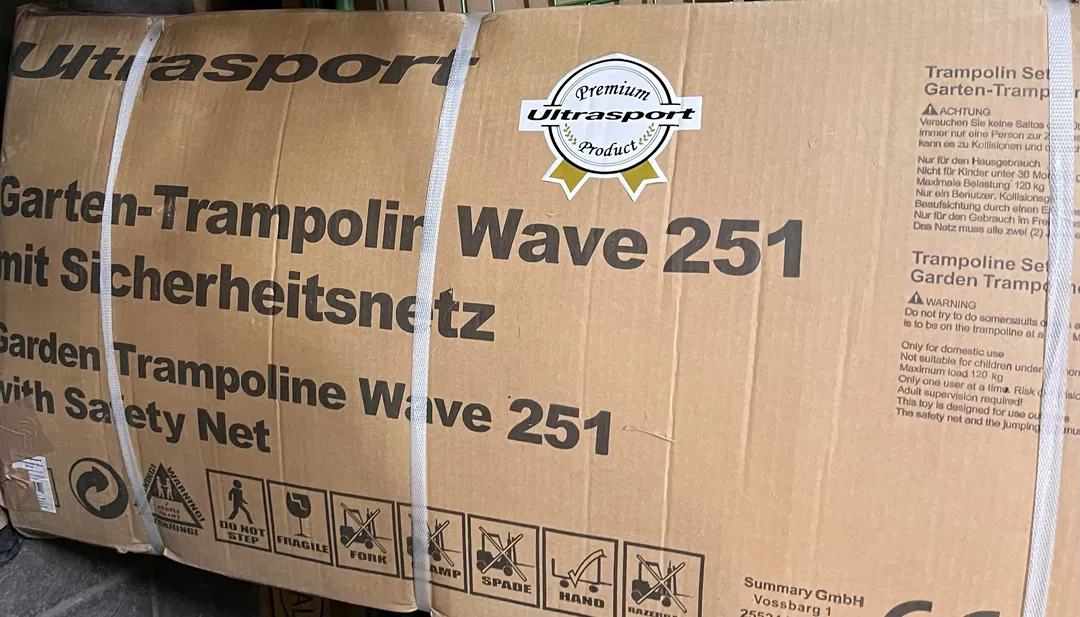 Ultrasport
Premium
Ultrasport
Product
Garten-Trampolin Wave 251
mit Sicherheitsnetz
Garden Trampoline Wave 251
with Safety Net
WARNING!
DO NOT
STEP
FRAGILE
FORK
SPADE
HAND
Summary GmbH
Vossbarg 1
CE
Trampolin Set
Garten-Tramp
ACHTUNG
Versuchen Sie keine Saltos
immer nur eine Person zur
kann es zu Kollisionen und
Nur für den Hausgebrauch
Nicht für Kinder unter 36 Mo
Maximale Belastung 120 kg
Nur ein Benutzer. Kollisionsg
Beaufsichtung durch einen E
Nur für den Gebrauch im Fre
Das Netz muss alle zwei (2)
Trampoline Set
Garden Tramp
WARNING
Do not try to do somersaults
is to be on the trampoline at a
Only for domestic use
Not suitable for children under
Maximum load 120 kg
Only one user at a time. Risk
Adult supervision required!
This toy is designed for use ou
The safety net and the jumping